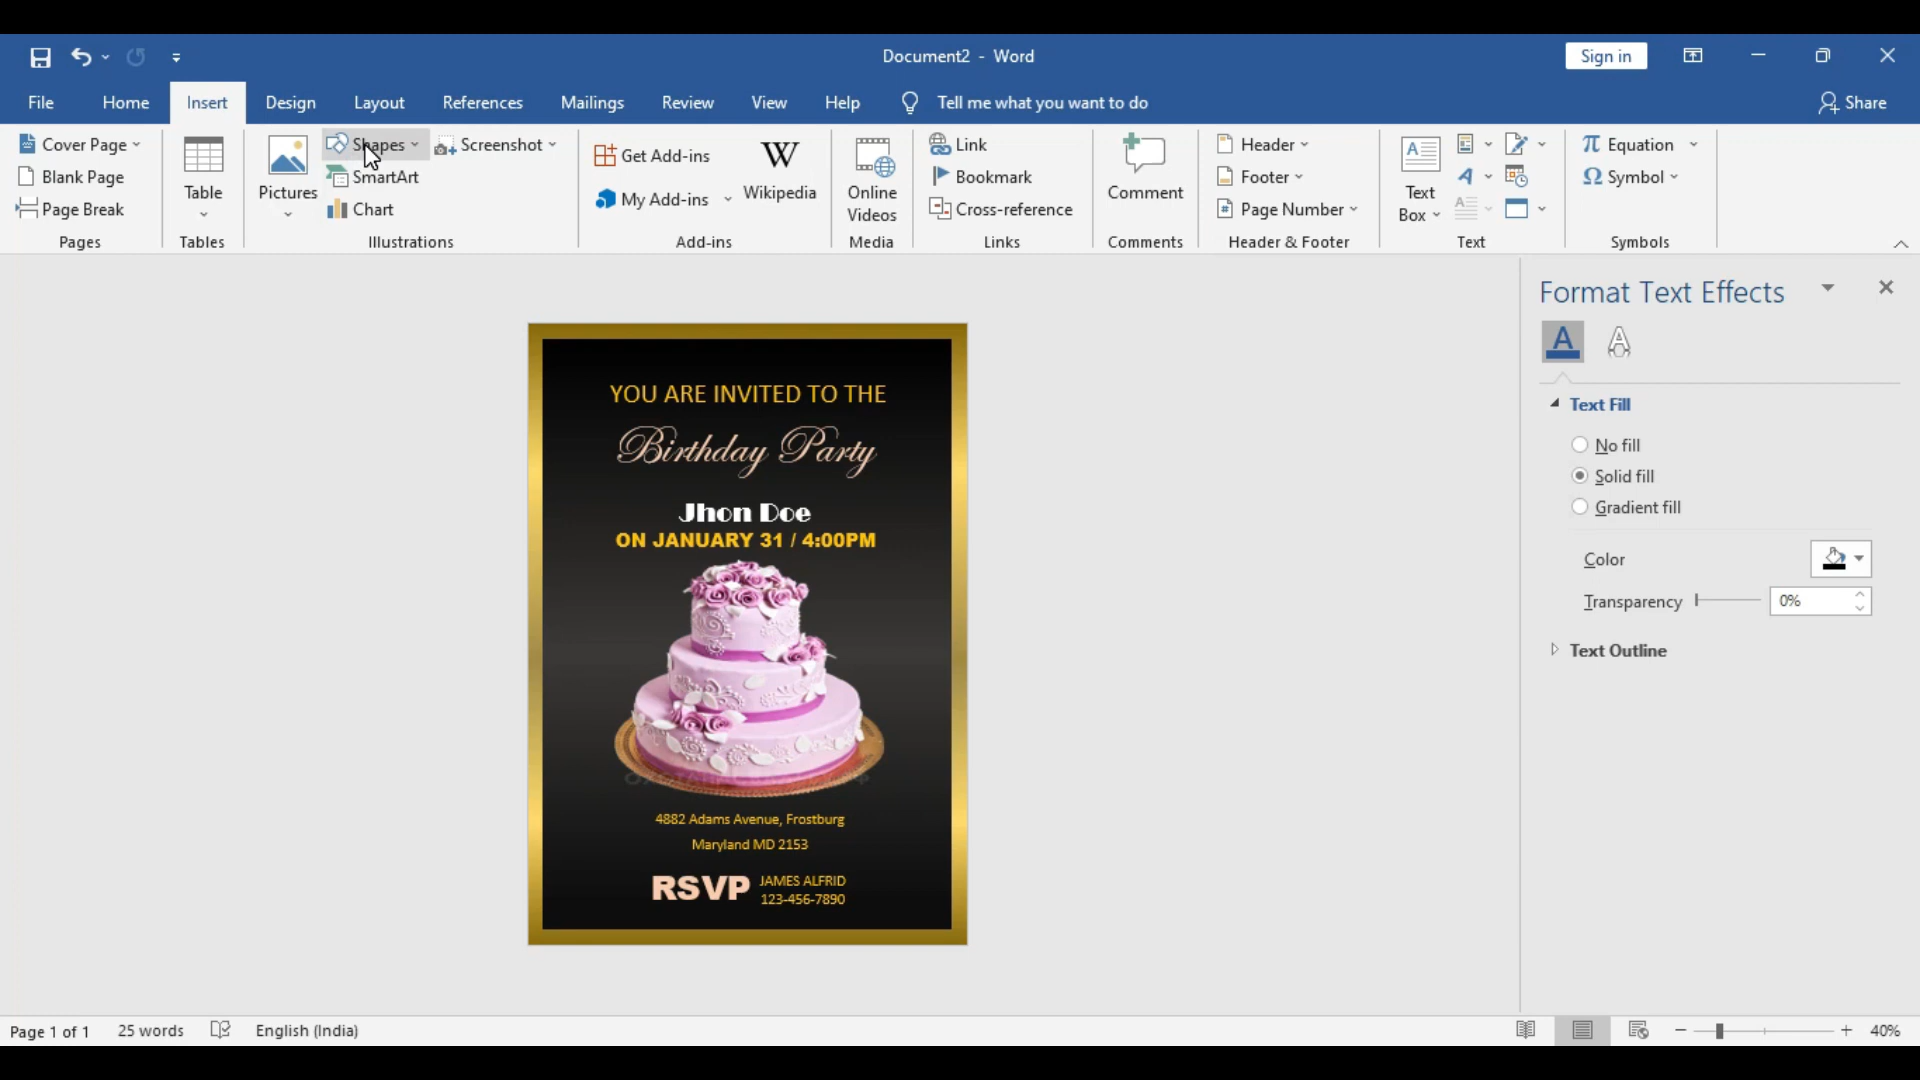 Document2 - Word
Sign in
File Home Insert Design Layout References Mailings Review View Help Tell me what you want to do Share
Cover Page
Blank Page
Page Break
Pages
Table
Tables
Pictures
Shapes
SmartArt
Chart
Screenshot
Illustrations
Get Add-ins
My Add-ins
W
Wikipedia
Add-ins
Online
Videos
Media
Link
Bookmark
Cross-reference
Links
Comment
Comments
Header
Footer
Page Number
Header & Footer
Text
Box
Text
Equation
Symbol
Symbols
YOU ARE INVITED TO THE
Birthday Party
Jhon Doe
ON JANUARY 31 / 4:00PM
4882 Adams Avenue, Frostburg
Maryland MD 2153
RSVP
JAMES ALFRID
123-456-7890
Format Text Effects
Text Fill
No fill
Solid fill
Gradient fill
Color
Transparency 0%
Text Outline
Page 1 of 1 25 words English (India) 40%